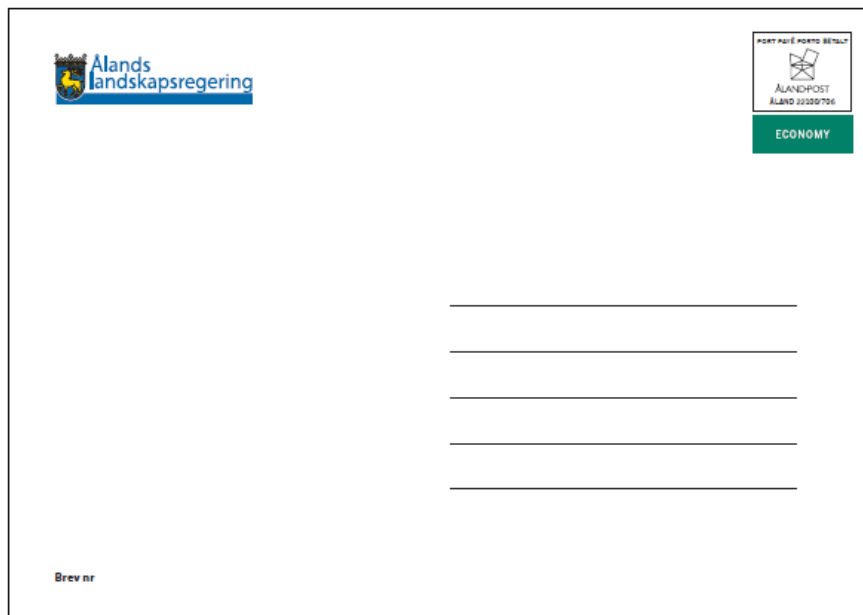 Ålands
landskapsregering
PORT PAYÉ PORTO BETALT
ÅLAND POST
ÅLAND 22100/706
ECONOMY
Brev nr